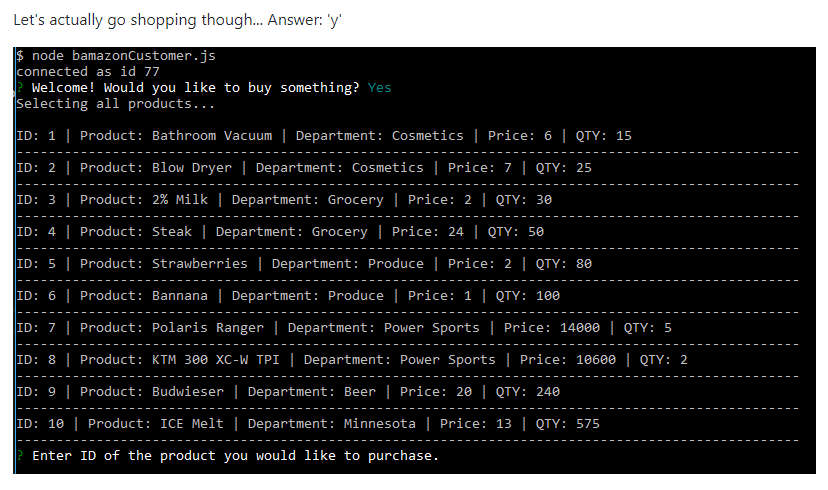 Let's actually go shopping though... Answer: 'y'
$ node bamazonCustomer.js
connected as id 77
? Welcome! Would you like to buy something? Yes
Selecting all products...
ID: 1 | Product: Bathroom Vacuum | Department: Cosmetics | Price: 6 | QTY: 15
--------------------------------------------------------------------------------------------------
ID: 2 | Product: Blow Dryer | Department: Cosmetics | Price: 7 | QTY: 25
--------------------------------------------------------------------------------------------------
ID: 3 | Product: 2% Milk | Department: Grocery | Price: 2 | QTY: 30
--------------------------------------------------------------------------------------------------
ID: 4 | Product: Steak | Department: Grocery | Price: 24 | QTY: 50
--------------------------------------------------------------------------------------------------
ID: 5 | Product: Strawberries | Department: Produce | Price: 2 | QTY: 80
--------------------------------------------------------------------------------------------------
ID: 6 | Product: Bannana | Department: Produce | Price: 1 | QTY: 100
--------------------------------------------------------------------------------------------------
ID: 7 | Product: Polaris Ranger | Department: Power Sports | Price: 14000 | QTY: 5
--------------------------------------------------------------------------------------------------
ID: 8 | Product: KTM 300 XC-W TPI | Department: Power Sports | Price: 10600 | QTY: 2
--------------------------------------------------------------------------------------------------
ID: 9 | Product: Budwieser | Department: Beer | Price: 20 | QTY: 240
--------------------------------------------------------------------------------------------------
ID: 10 | Product: ICE Melt | Department: Minnesota | Price: 13 | QTY: 575
--------------------------------------------------------------------------------------------------
? Enter ID of the product you would like to purchase.